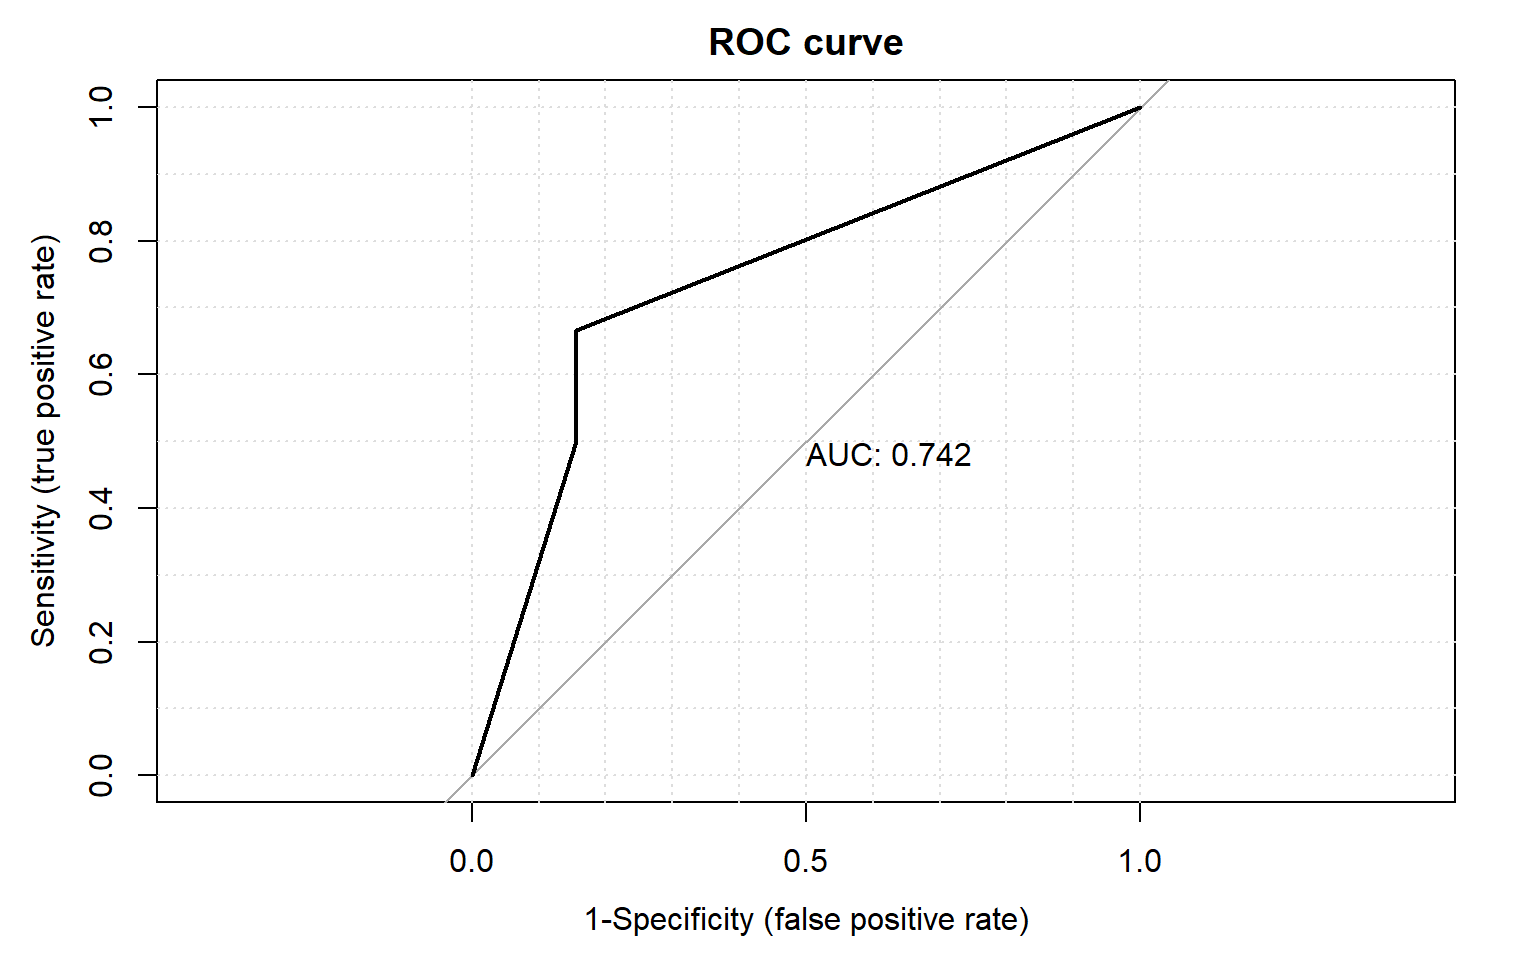 ROC curve
1.0
0.8
0.6
0.4
0.2
0.0
Sensitivity (true positive rate)
AUC: 0.742
0.0 0.5 1.0
1-Specificity (false positive rate)